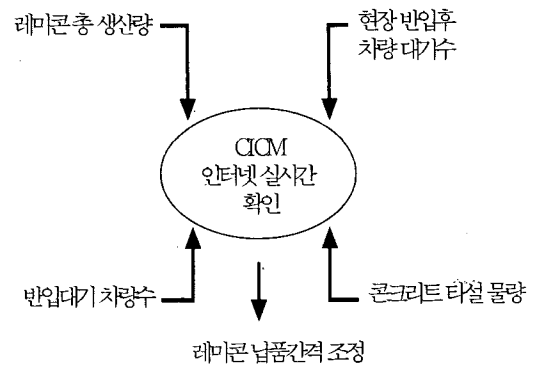 레미콘 총 생산량
현장 반입후
차량 대기수
CICM
인터넷 실시간
확인
반입대기 차량수
콘크리트 타설 물량
레미콘 납품간격 조정